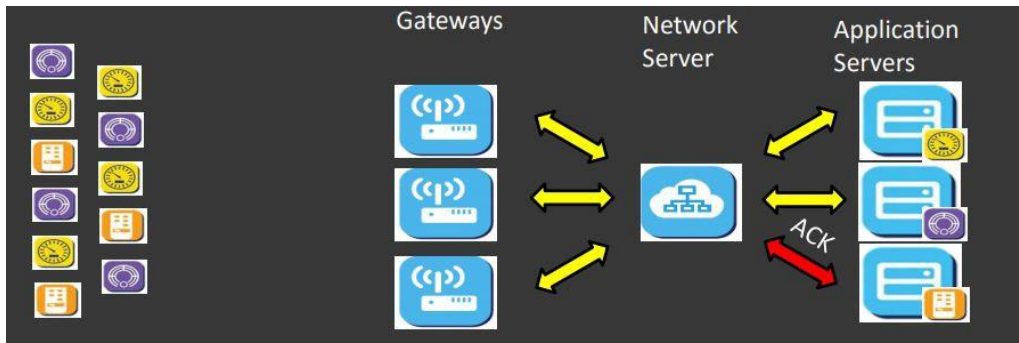 Gateways
Network
Server
Application
Servers
ACK